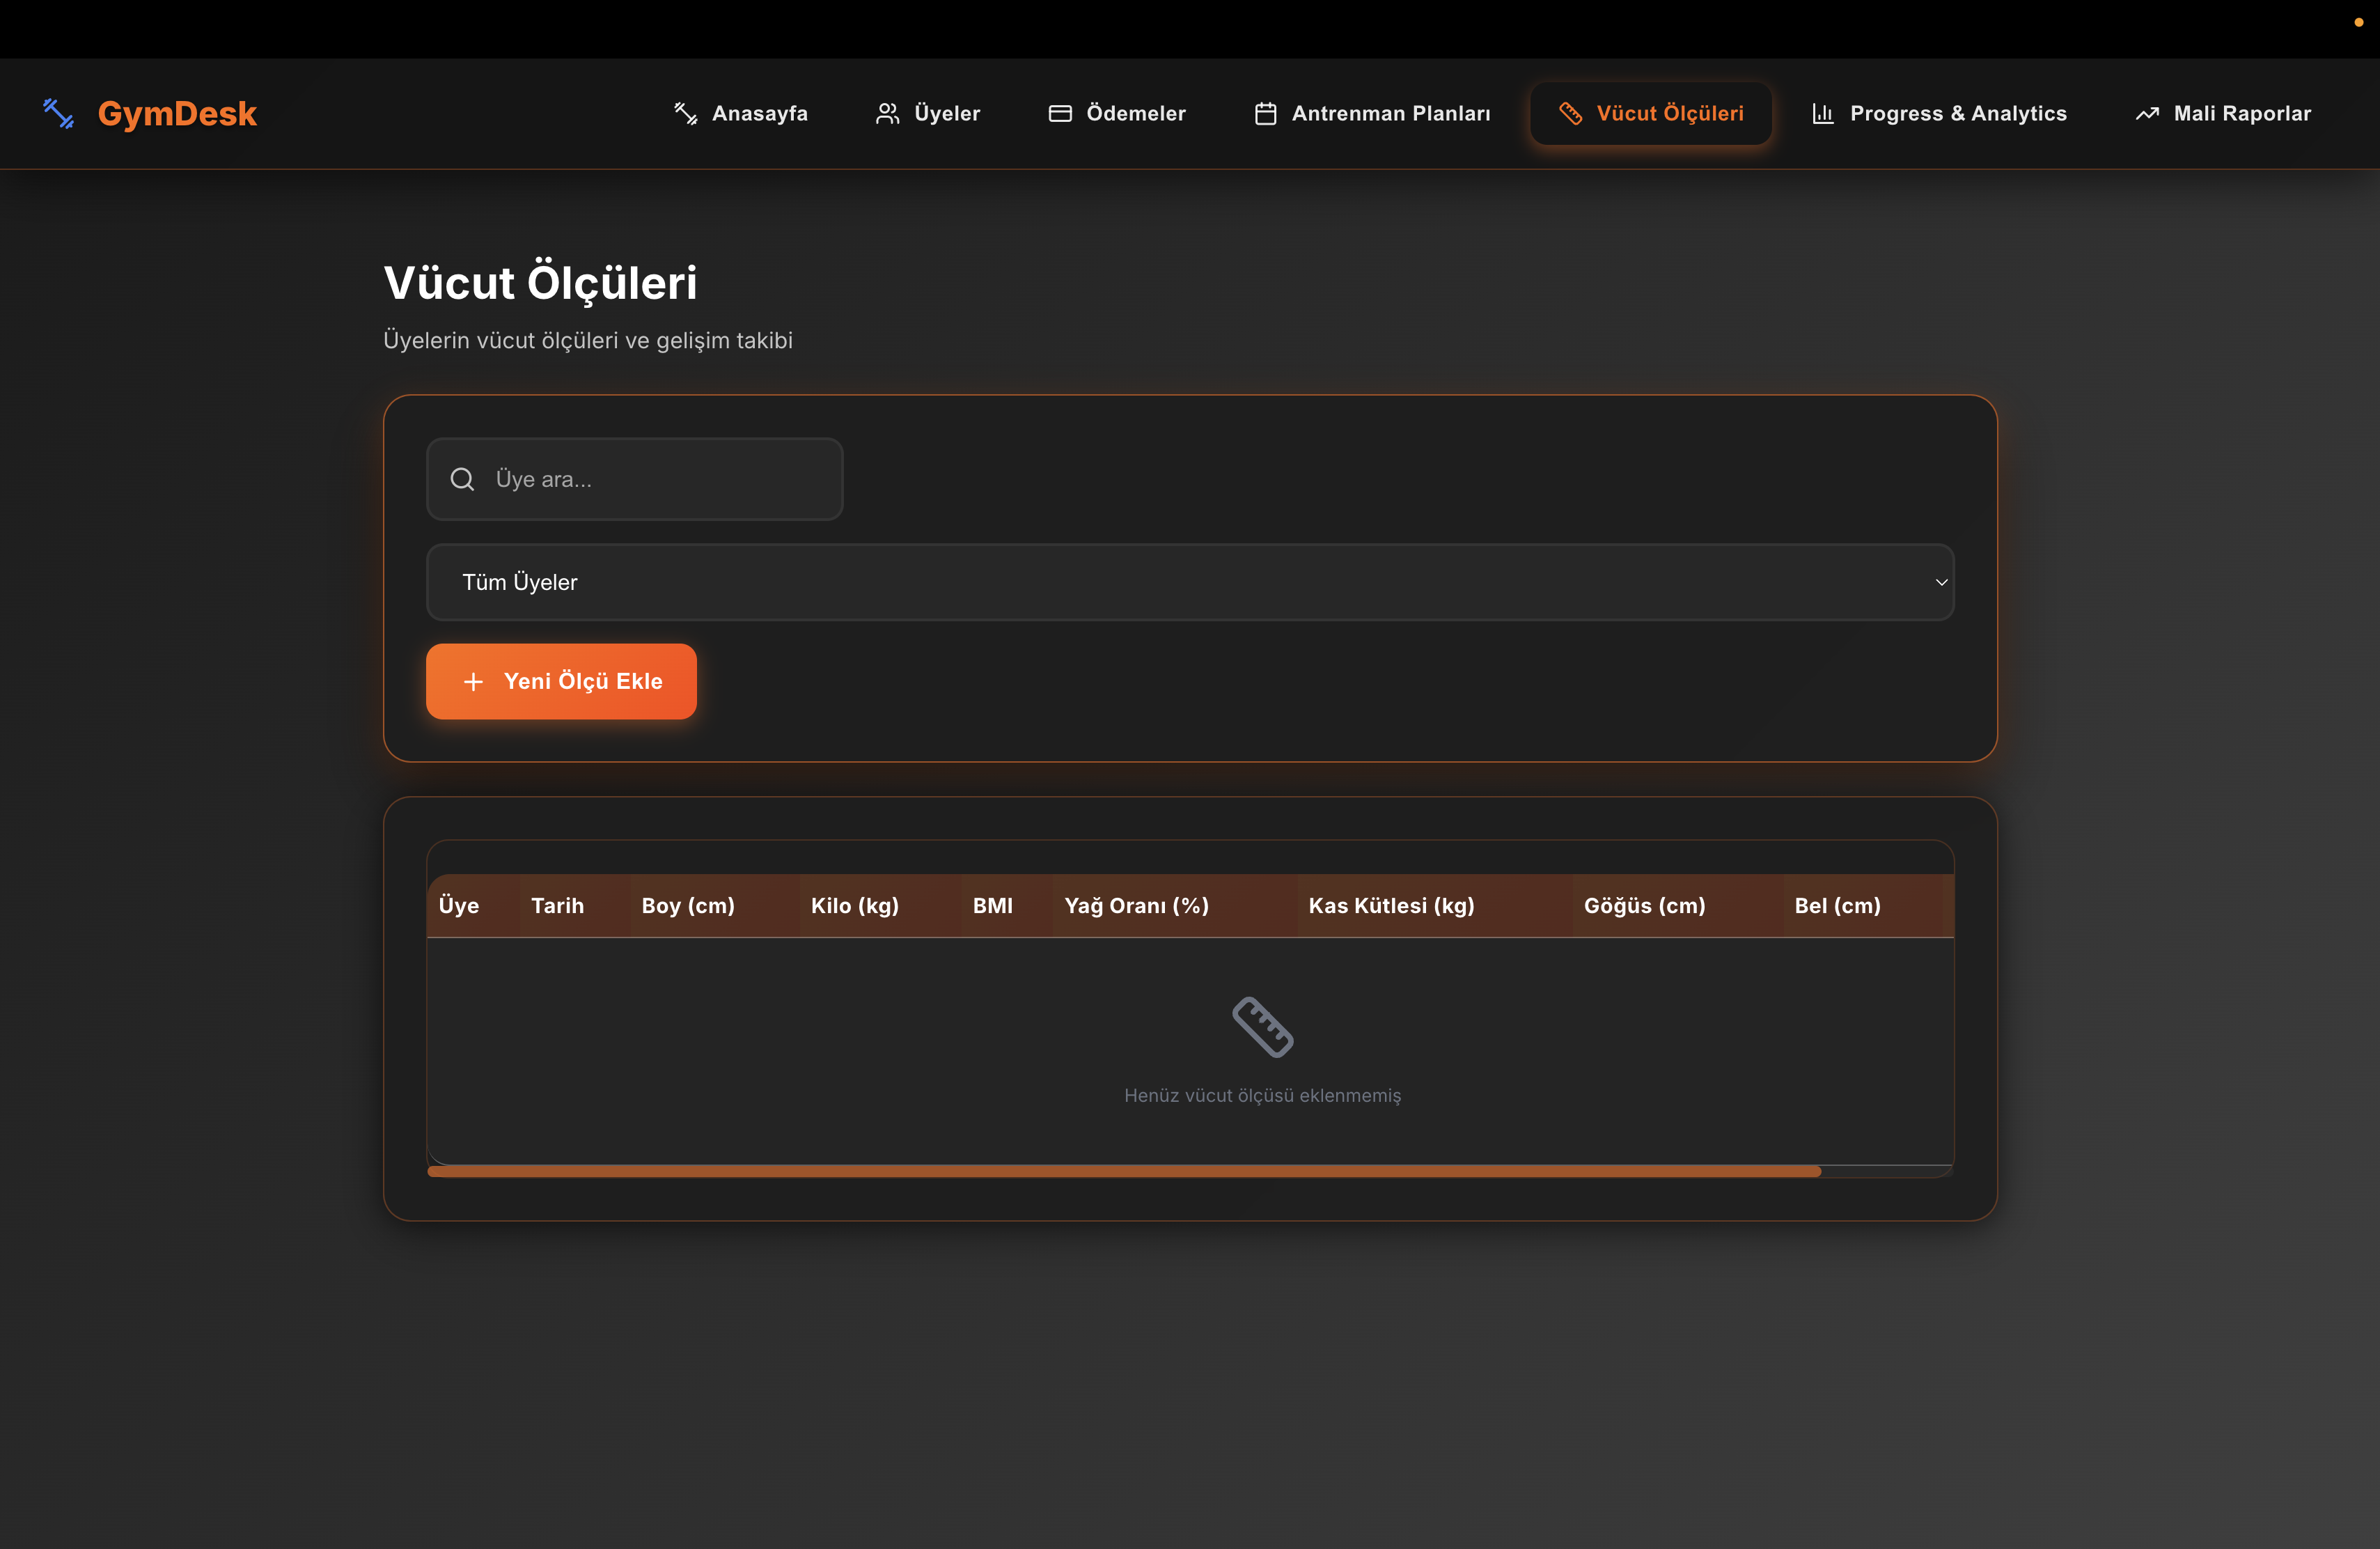 GymDesk
Anasayfa
Üyeler
Ödemeler
Antrenman Planları
Vücut Ölçüleri
Progress & Analytics
Mali Raporlar
Vücut Ölçüleri
Üyelerin vücut ölçüleri ve gelişim takibi
Üye ara...
Tüm Üyeler
Yeni Ölçü Ekle
Üye Tarih Boy (cm) Kilo (kg) BMI Yağ Oranı (%) Kas Kütlesi (kg) Göğüs (cm) Bel (cm)
Henüz vücut ölçüsü eklenmemiş